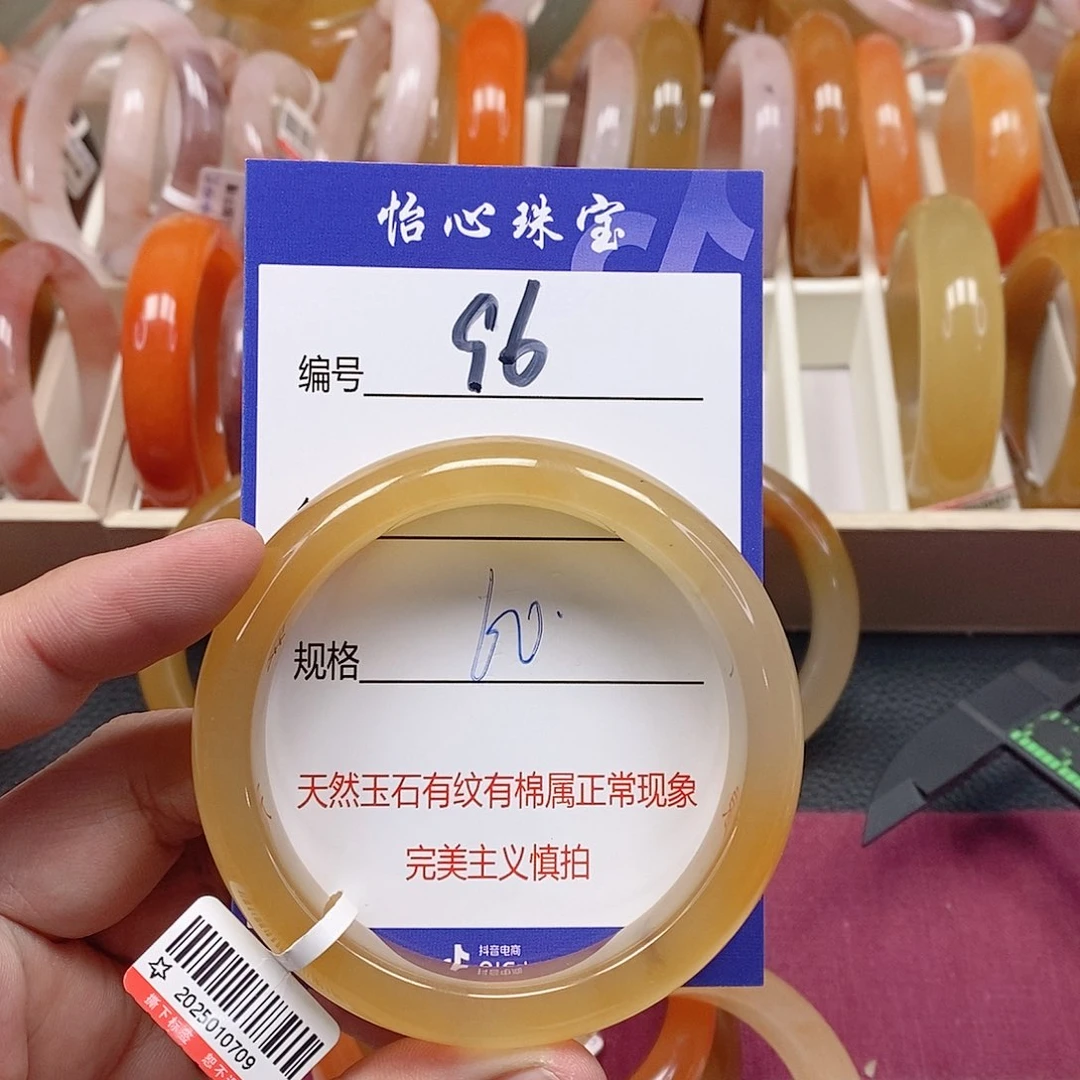 怡心珠宝
编号 96
规格 60.
天然玉石有纹有棉属正常现象
完美主义慎拍
抖音电商
2025010709
撕下标签 恕不